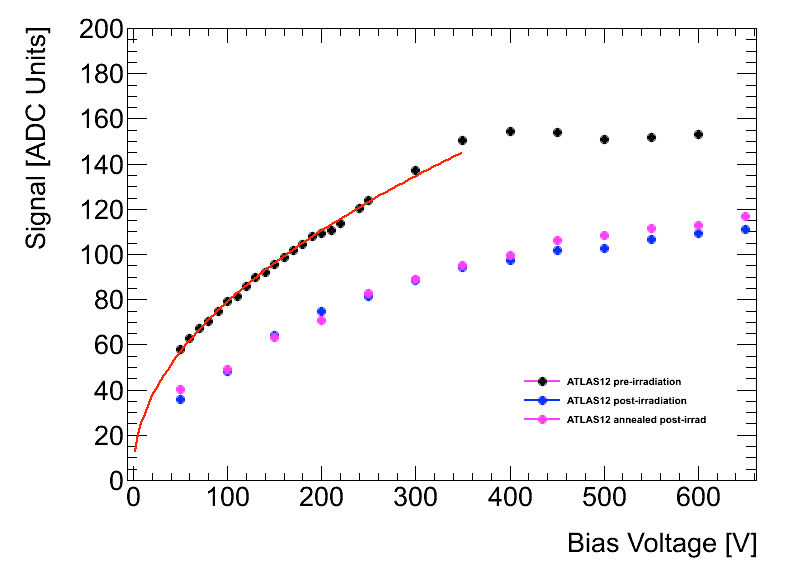 Signal [ADC Units]
200
180
160
140
120
100
80
60
40
20
0
ATLAS12 pre-irradiation
ATLAS12 post-irradiation
ATLAS12 annealed post-irrad
0 100 200 300 400 500 600
Bias Voltage [V]